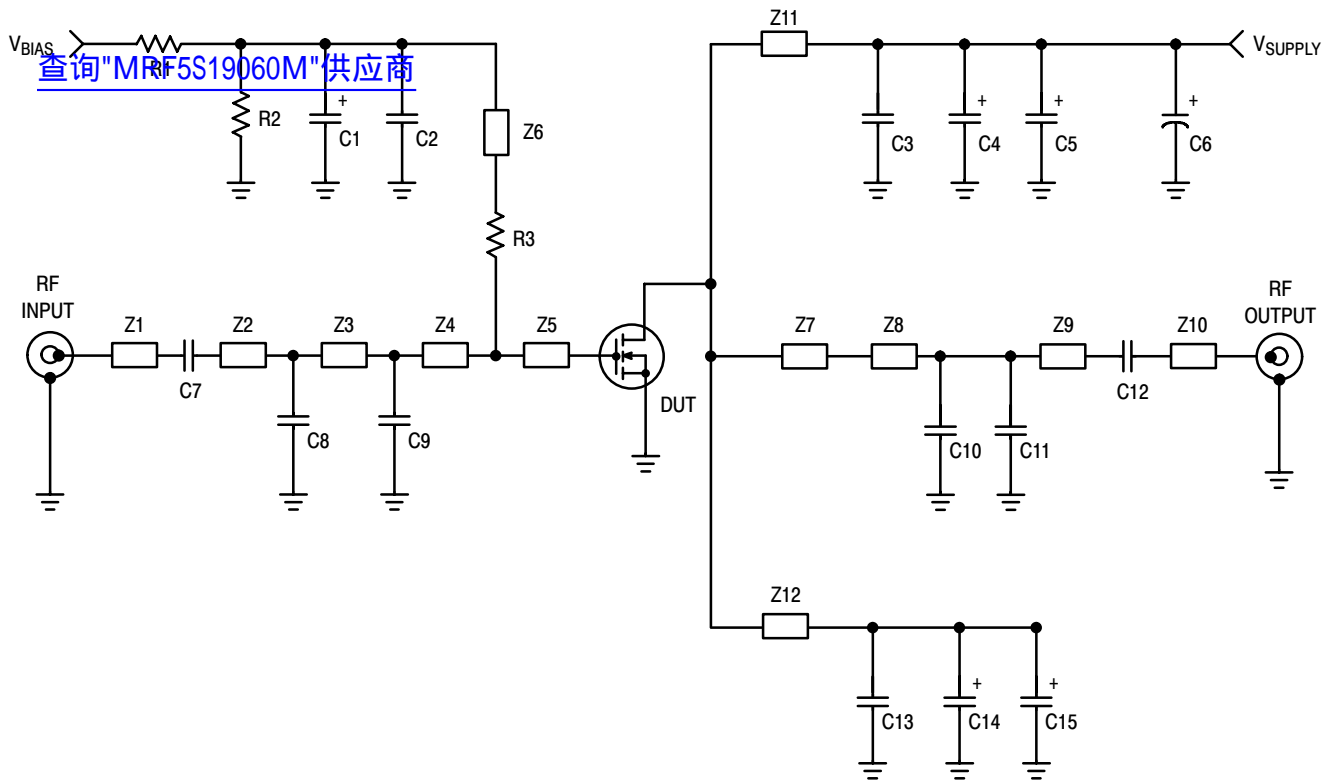 Z11
V_BIAS
V_SUPPLY
R1
查询"MRF5S19060M"供应商
R2
+
C1
C2
Z6
C3
+
C4
+
C5
+
C6
R3
RF
INPUT
RF
OUTPUT
Z1
Z2
Z3
Z4
Z5
Z7
Z8
Z9
Z10
C7
C12
DUT
C8
C9
C10
C11
Z12
C13
+
C14
+
C15